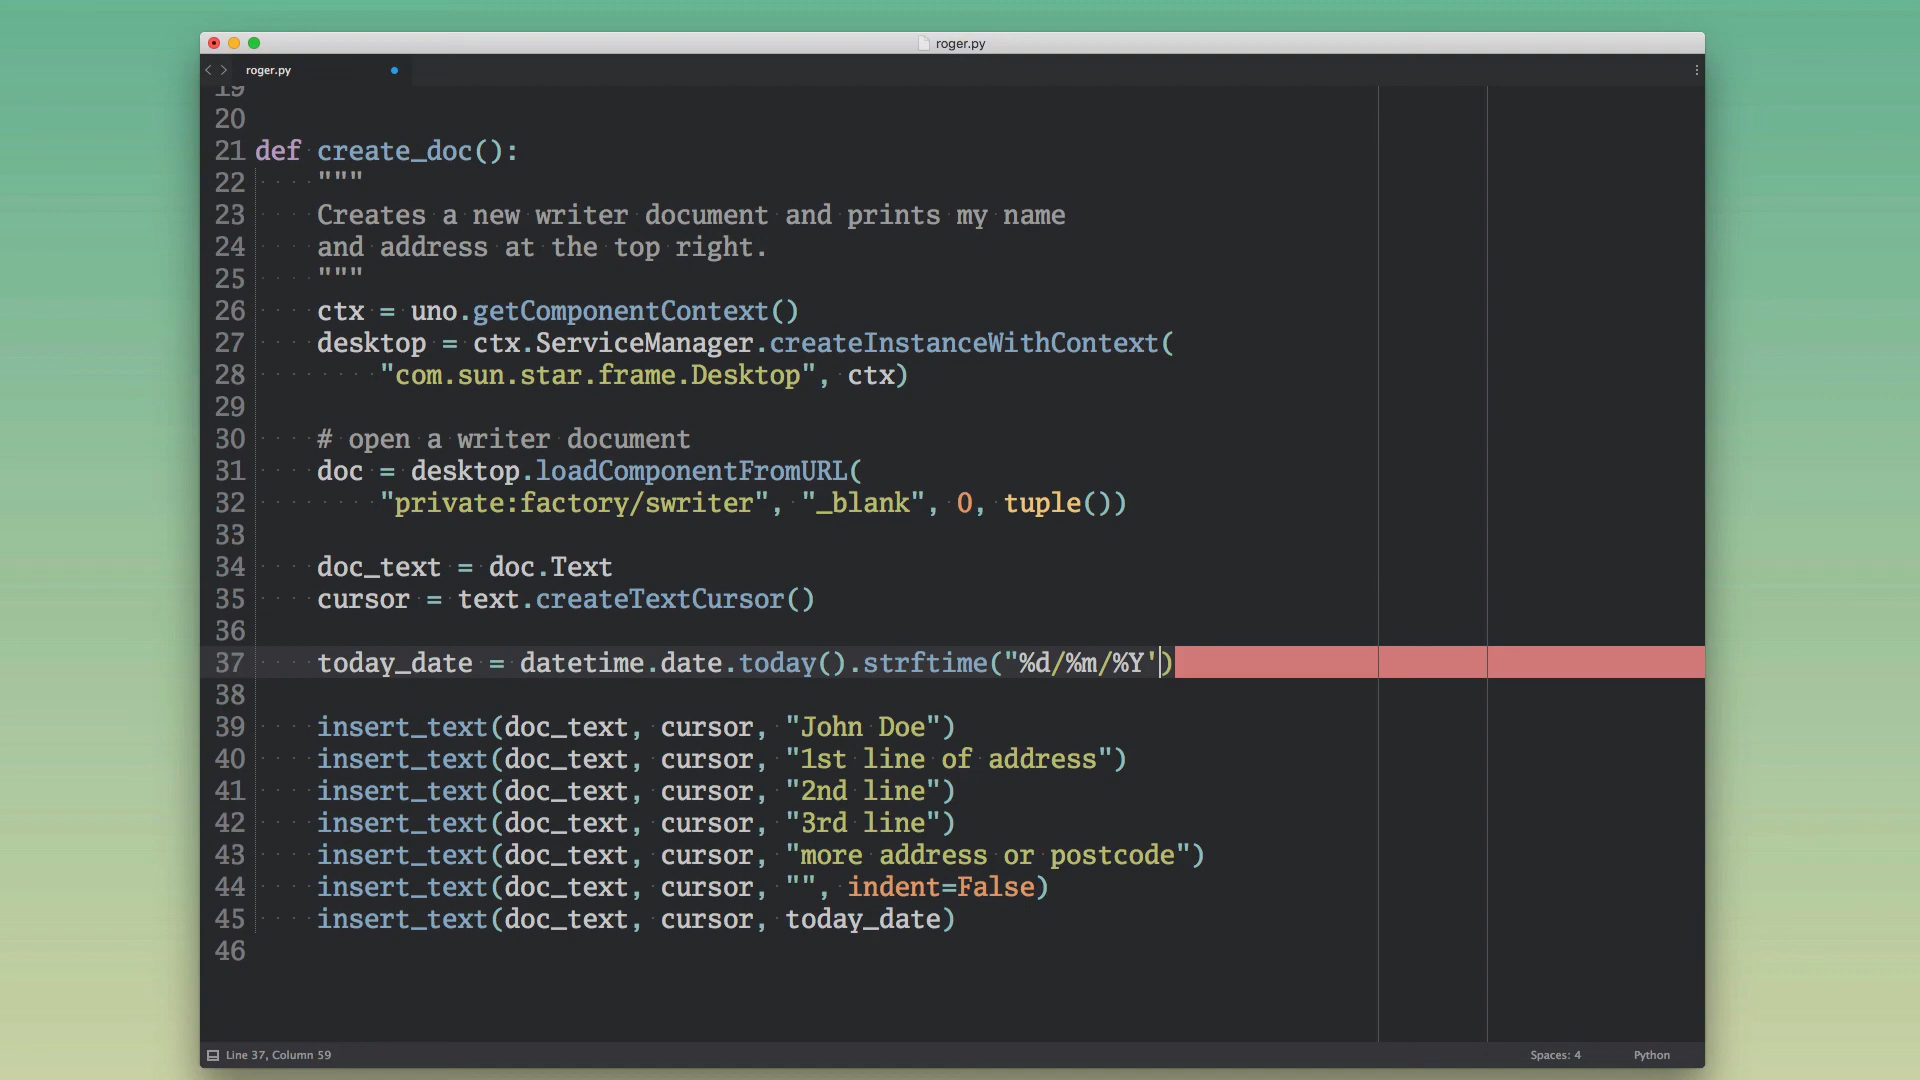 roger.py
roger.py
19
20
21 def create_doc():
22     """
23     Creates a new writer document and prints my name
24     and address at the top right.
25     """
26     ctx = uno.getComponentContext()
27     desktop = ctx.ServiceManager.createInstanceWithContext(
28         "com.sun.star.frame.Desktop", ctx)
29
30     # open a writer document
31     doc = desktop.loadComponentFromURL(
32         "private:factory/swriter", "_blank", 0, tuple())
33
34     doc_text = doc.Text
35     cursor = text.createTextCursor()
36
37     today_date = datetime.date.today().strftime("%d/%m/%Y')
38
39     insert_text(doc_text, cursor, "John Doe")
40     insert_text(doc_text, cursor, "1st line of address")
41     insert_text(doc_text, cursor, "2nd line")
42     insert_text(doc_text, cursor, "3rd line")
43     insert_text(doc_text, cursor, "more address or postcode")
44     insert_text(doc_text, cursor, "", indent=False)
45     insert_text(doc_text, cursor, today_date)
46
Line 37, Column 59
Spaces: 4
Python